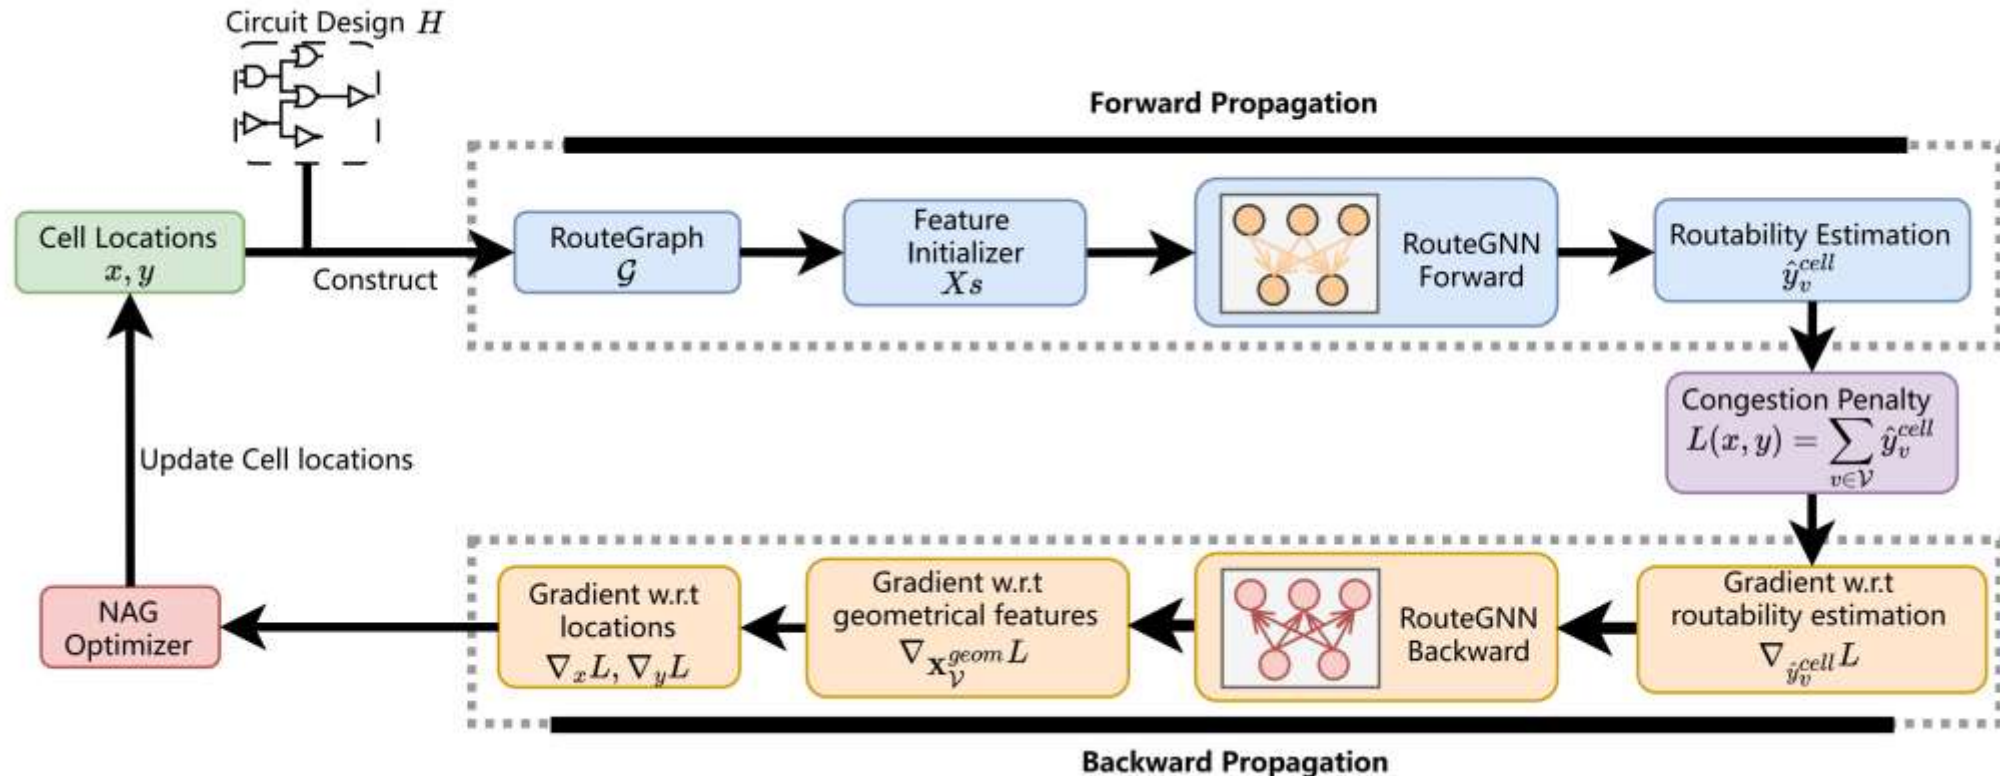 Circuit Design H
Forward Propagation
Cell Locations
x, y
Construct
RouteGraph
𝒢
Feature
Initializer
Xs
RouteGNN
Forward
Routability Estimation
ŷ_v^{cell}
Congestion Penalty
L(x, y) = ∑_{v∈𝒱} ŷ_v^{cell}
Update Cell locations
Gradient w.r.t
routability estimation
∇_{ŷ_v^{cell}} L
RouteGNN
Backward
Gradient w.r.t
geometrical features
∇_{𝐗_𝒱^{geom}} L
Gradient w.r.t
locations
∇_x L, ∇_y L
NAG
Optimizer
Backward Propagation